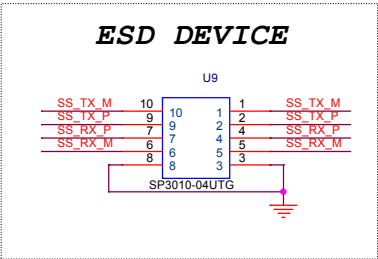 ESD DEVICE
U9
SS_TX_M 10 10 1 1 SS_TX_M
SS_TX_P 9 9 2 2 SS_TX_P
SS_RX_P 7 7 4 4 SS_RX_P
SS_RX_M 6 6 5 5 SS_RX_M
8 8 3 3
SP3010-04UTG